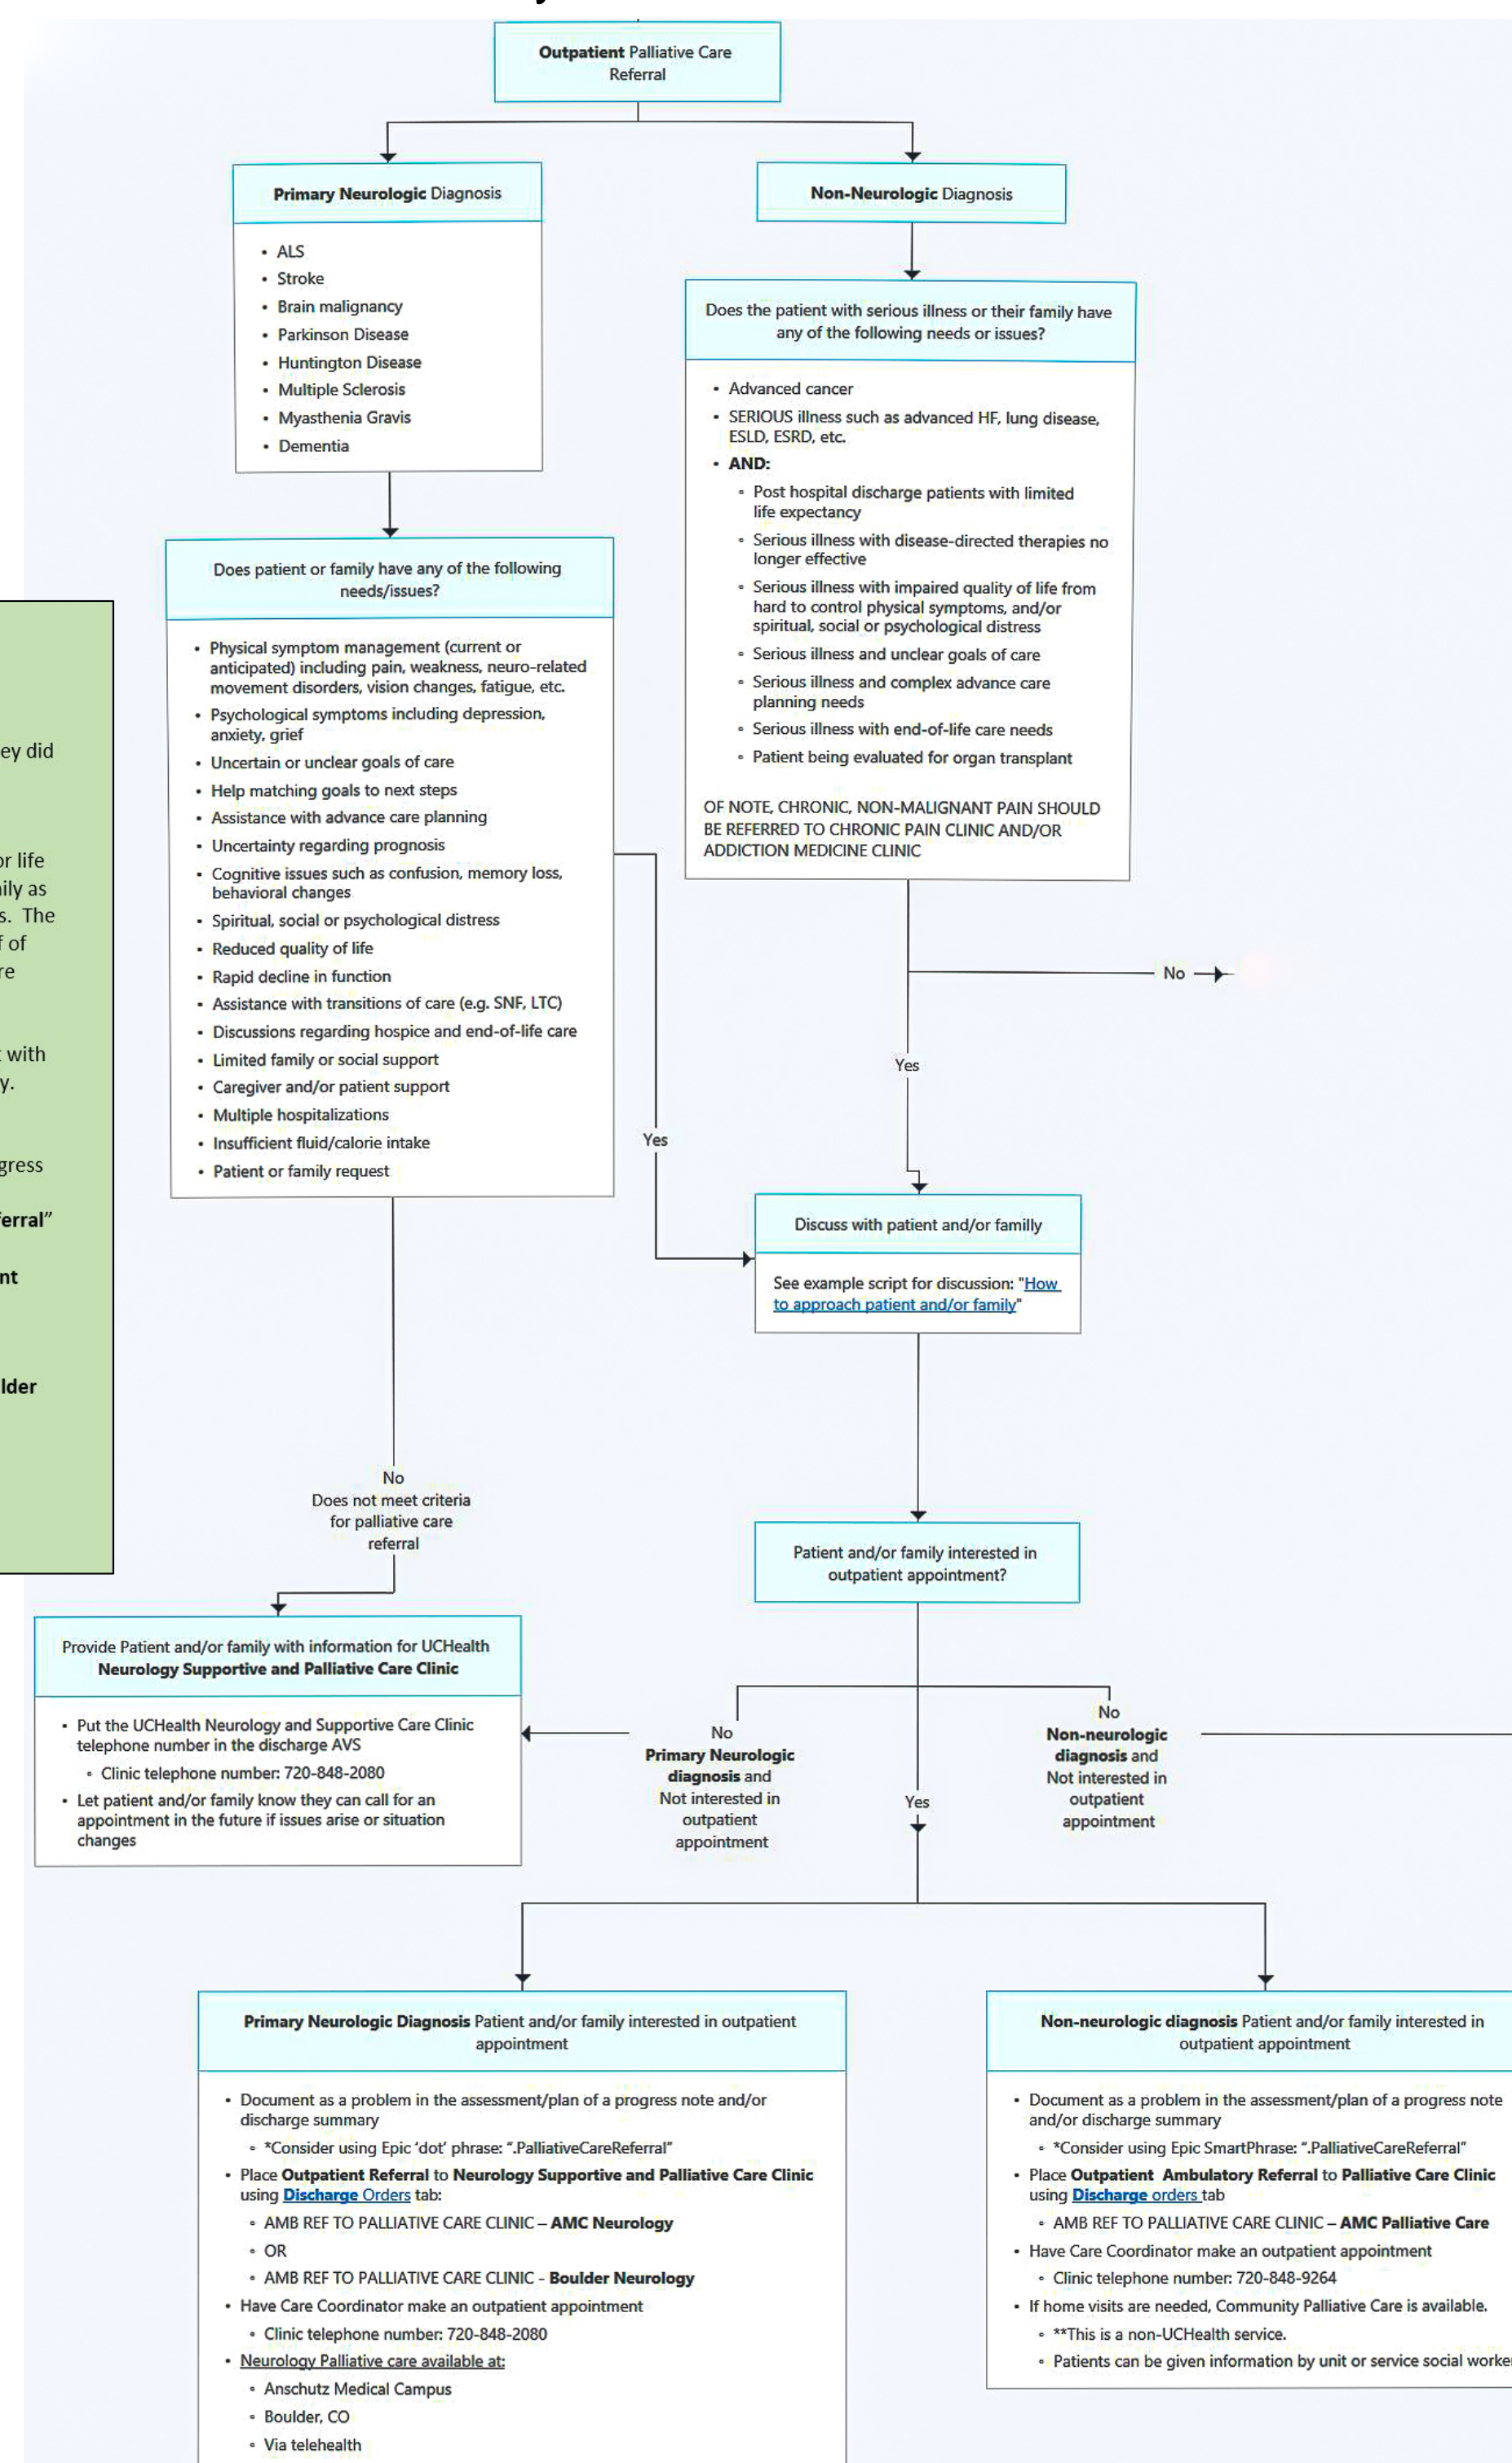 Outpatient Palliative Care
Referral
Primary Neurologic Diagnosis
• ALS
• Stroke
• Brain malignancy
• Parkinson Disease
• Huntington Disease
• Multiple Sclerosis
• Myasthenia Gravis
• Dementia
Non-Neurologic Diagnosis
Does the patient with serious illness or their family have
any of the following needs or issues?
• Advanced cancer
• SERIOUS illness such as advanced HF, lung disease,
ESLD, ESRD, etc.
• AND:
◦ Post hospital discharge patients with limited
life expectancy
◦ Serious illness with disease-directed therapies no
longer effective
◦ Serious illness with impaired quality of life from
hard to control physical symptoms, and/or
spiritual, social or psychological distress
◦ Serious illness and unclear goals of care
◦ Serious illness and complex advance care
planning needs
◦ Serious illness with end-of-life care needs
◦ Patient being evaluated for organ transplant
OF NOTE, CHRONIC, NON-MALIGNANT PAIN SHOULD
BE REFERRED TO CHRONIC PAIN CLINIC AND/OR
ADDICTION MEDICINE CLINIC
Does patient or family have any of the following
needs/issues?
• Physical symptom management (current or
anticipated) including pain, weakness, neuro-related
movement disorders, vision changes, fatigue, etc.
• Psychological symptoms including depression,
anxiety, grief
• Uncertain or unclear goals of care
• Help matching goals to next steps
• Assistance with advance care planning
• Uncertainty regarding prognosis
• Cognitive issues such as confusion, memory loss,
behavioral changes
• Spiritual, social or psychological distress
• Reduced quality of life
• Rapid decline in function
• Assistance with transitions of care (e.g. SNF, LTC)
• Discussions regarding hospice and end-of-life care
• Limited family or social support
• Caregiver and/or patient support
• Multiple hospitalizations
• Insufficient fluid/calorie intake
• Patient or family request
ey did
or life
ily as
s. The
f of
re
t with
y.
gress
ferral”
nt
lder
No
Yes
Yes
Discuss with patient and/or familly
See example script for discussion: "How
to approach patient and/or family"
No
Does not meet criteria
for palliative care
referral
Patient and/or family interested in
outpatient appointment?
Provide Patient and/or family with information for UCHealth
Neurology Supportive and Palliative Care Clinic
• Put the UCHealth Neurology and Supportive Care Clinic
telephone number in the discharge AVS
◦ Clinic telephone number: 720-848-2080
• Let patient and/or family know they can call for an
appointment in the future if issues arise or situation
changes
No
Primary Neurologic
diagnosis and
Not interested in
outpatient
appointment
Yes
No
Non-neurologic
diagnosis and
Not interested in
outpatient
appointment
Primary Neurologic Diagnosis Patient and/or family interested in outpatient
appointment
• Document as a problem in the assessment/plan of a progress note and/or
discharge summary
◦ *Consider using Epic ‘dot’ phrase: “.PalliativeCareReferral”
• Place Outpatient Referral to Neurology Supportive and Palliative Care Clinic
using Discharge Orders tab:
◦ AMB REF TO PALLIATIVE CARE CLINIC – AMC Neurology
◦ OR
◦ AMB REF TO PALLIATIVE CARE CLINIC - Boulder Neurology
• Have Care Coordinator make an outpatient appointment
◦ Clinic telephone number: 720-848-2080
• Neurology Palliative care available at:
◦ Anschutz Medical Campus
◦ Boulder, CO
◦ Via telehealth
Non-neurologic diagnosis Patient and/or family interested in
outpatient appointment
• Document as a problem in the assessment/plan of a progress note
and/or discharge summary
◦ *Consider using Epic SmartPhrase: “.PalliativeCareReferral”
• Place Outpatient Ambulatory Referral to Palliative Care Clinic
using Discharge orders tab
◦ AMB REF TO PALLIATIVE CARE CLINIC – AMC Palliative Care
• Have Care Coordinator make an outpatient appointment
◦ Clinic telephone number: 720-848-9264
• If home visits are needed, Community Palliative Care is available.
◦ **This is a non-UCHealth service.
◦ Patients can be given information by unit or service social worke